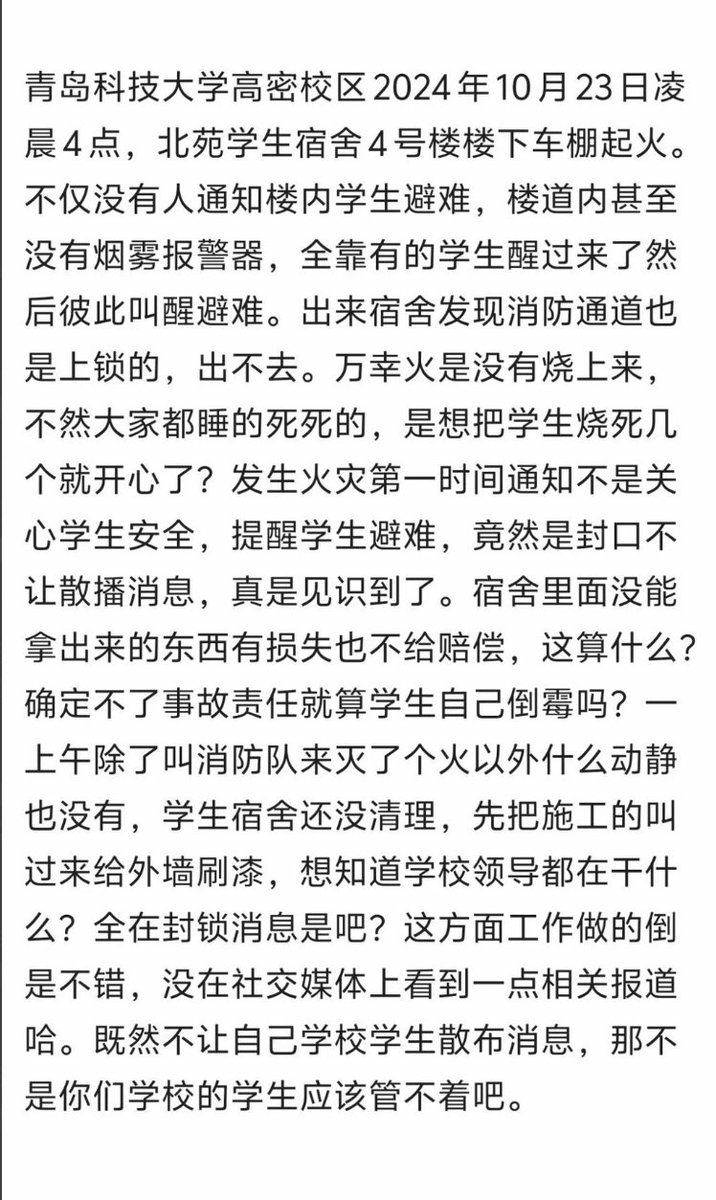 青岛科技大学高密校区2024年10月23日凌
晨4点，北苑学生宿舍4号楼楼下车棚起火。
不仅没有人通知楼内学生避难，楼道内甚至
没有烟雾报警器，全靠有的学生醒过来了然
后彼此叫醒避难。出来宿舍发现消防通道也
是上锁的，出不去。万幸火是没有烧上来，
不然大家都睡的死死的，是想把学生烧死几
个就开心了？发生火灾第一时间通知不是关
心学生安全，提醒学生避难，竟然是封口不
让散播消息，真是见识到了。宿舍里面没能
拿出来的东西有损失也不给赔偿，这算什么？
确定不了事故责任就算学生自己倒霉吗？一
上午除了叫消防队来灭了个火以外什么动静
也没有，学生宿舍还没清理，先把施工的叫
过来给外墙刷漆，想知道学校领导都在干什
么？全在封锁消息是吧？这方面工作做的倒
是不错，没在社交媒体上看到一点相关报道
哈。既然不让自己学校学生散布消息，那不
是你们学校的学生应该管不着吧。